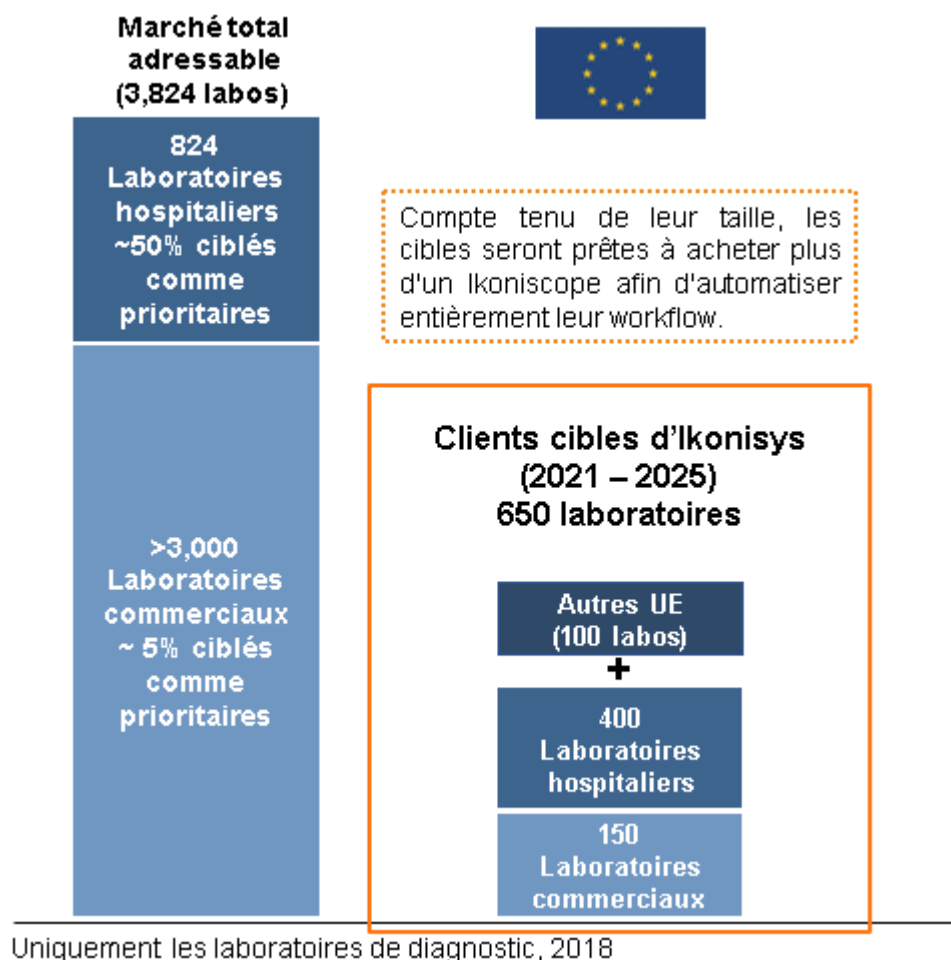 Marché total
adressable
(3,824 labos)
824
Laboratoires
hospitaliers
~50% ciblés
comme
prioritaires
>3,000
Laboratoires
commerciaux
~ 5% ciblés
comme
prioritaires
Compte tenu de leur taille, les
cibles seront prêtes à acheter plus
d'un Ikoniscope afin d'automatiser
entièrement leur workflow.
Clients cibles d’Ikonisys
(2021 – 2025)
650 laboratoires
Autres UE
(100 labos)
+
400
Laboratoires
hospitaliers
150
Laboratoires
commerciaux
Uniquement les laboratoires de diagnostic, 2018